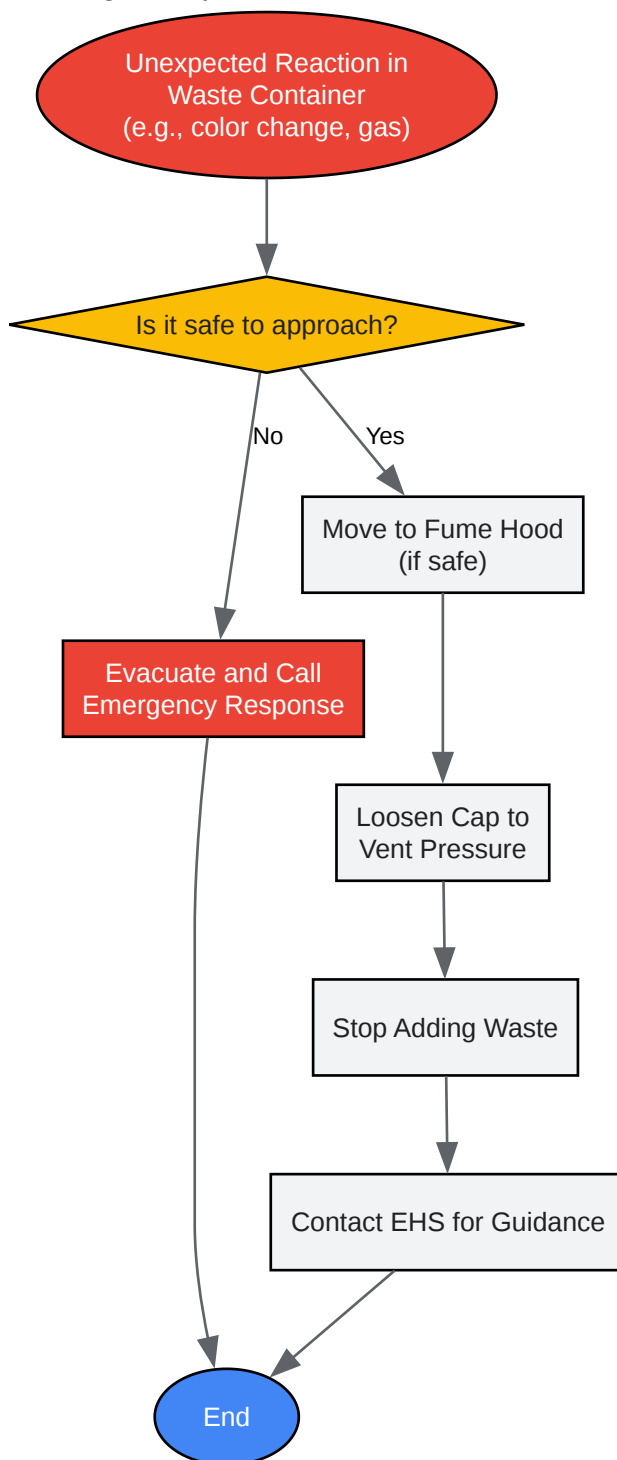 Unexpected Reaction in
Waste Container
(e.g., color change, gas)
Is it safe to approach?
No
Yes
Move to Fume Hood
(if safe)
Evacuate and Call
Emergency Response
Loosen Cap to
Vent Pressure
Stop Adding Waste
Contact EHS for Guidance
End